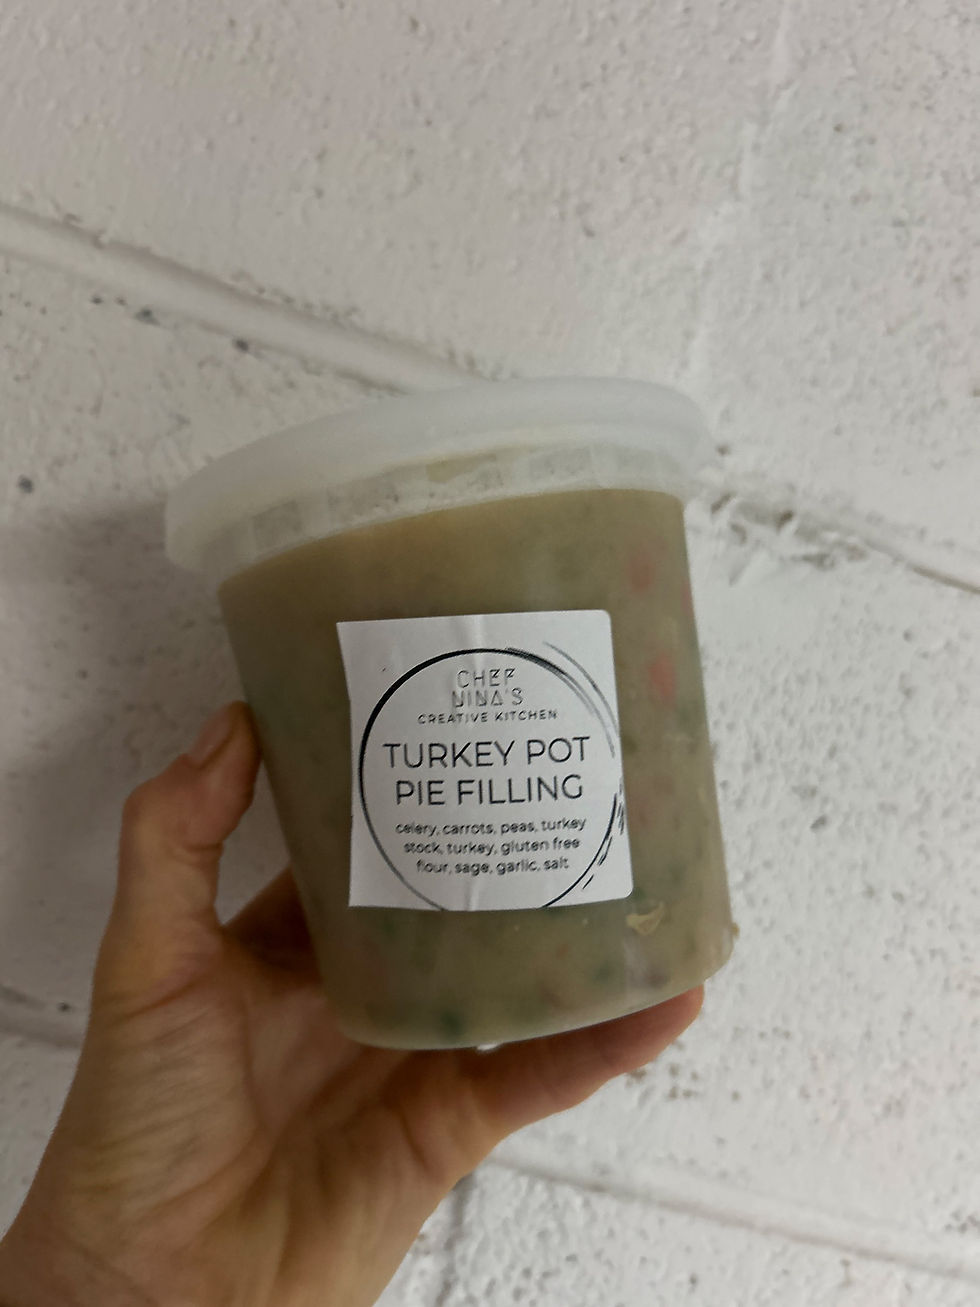 CHEF
NINA'S
CREATIVE KITCHEN
TURKEY POT
PIE FILLING
celery, carrots, peas, turkey
stock, turkey, gluten free
flour, sage, garlic, salt